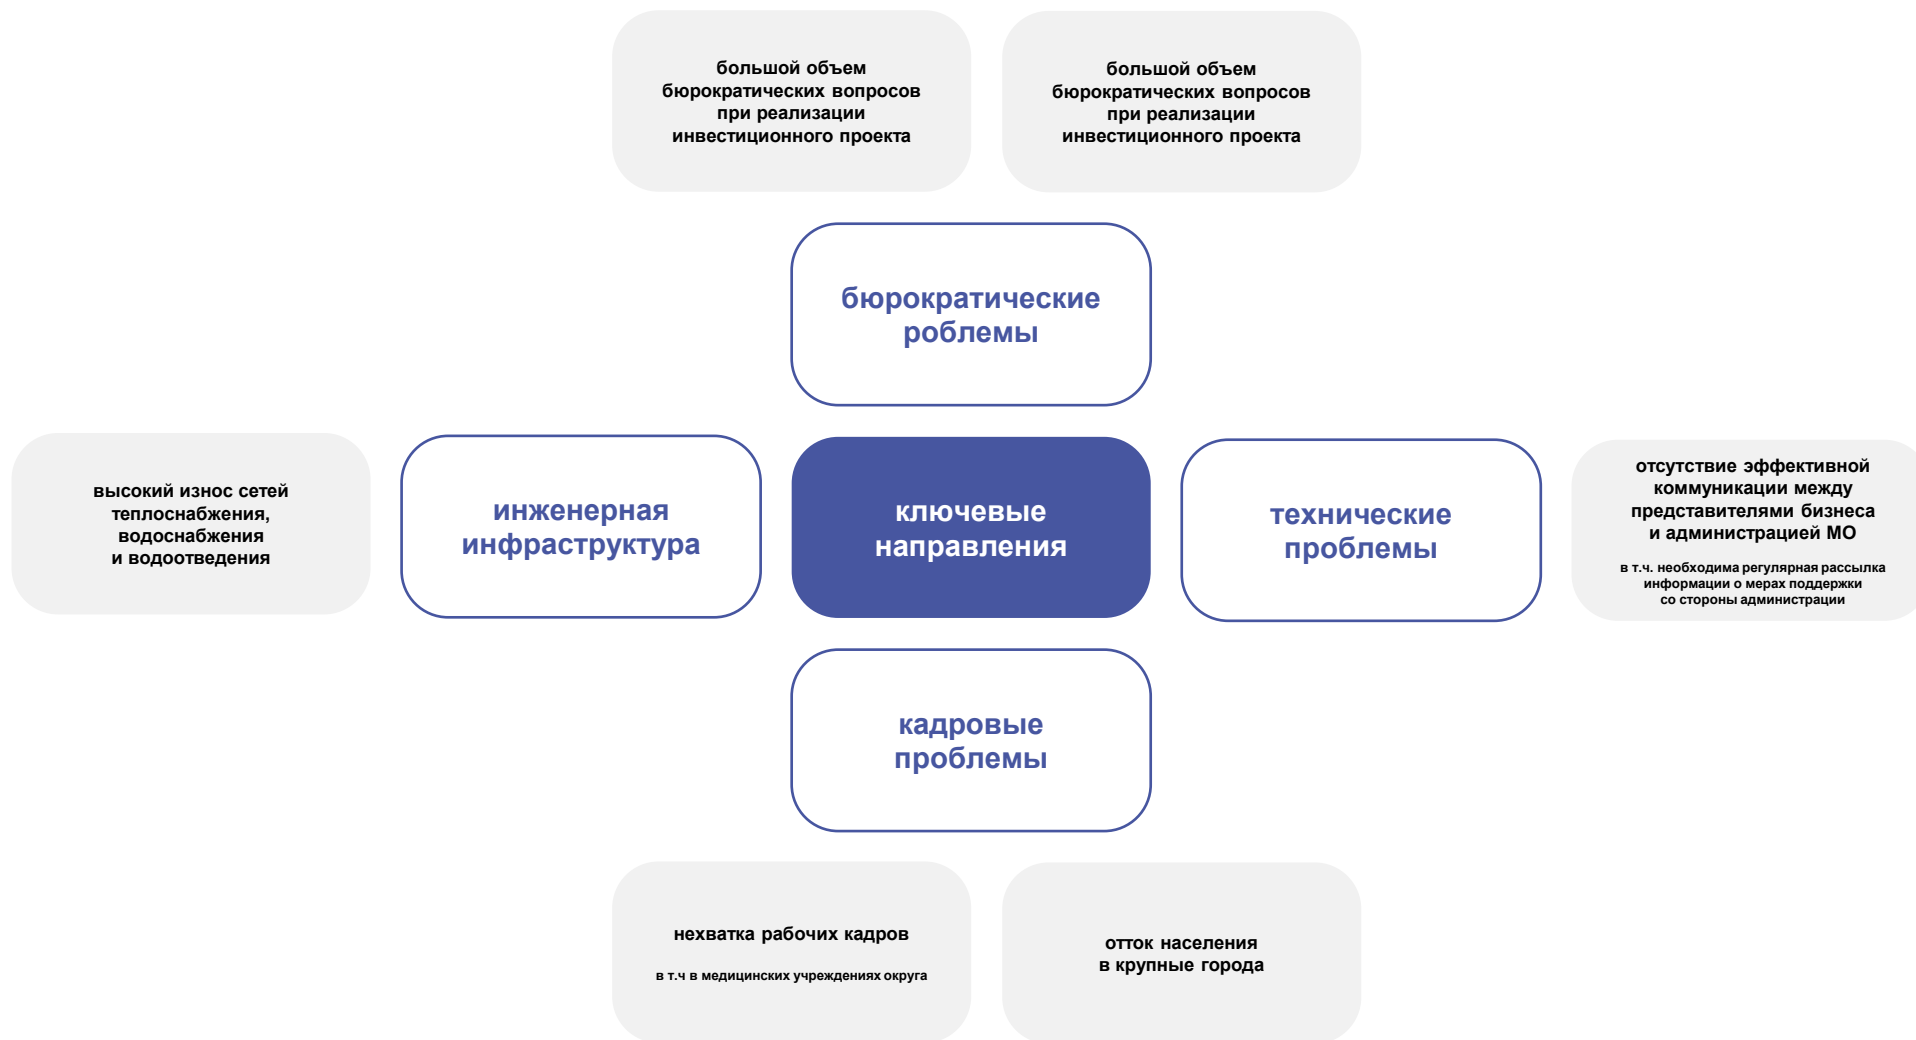 большой объем
бюрократических вопросов
при реализации
инвестиционного проекта
большой объем
бюрократических вопросов
при реализации
инвестиционного проекта
бюрократические
роблемы
высокий износ сетей
теплоснабжения,
водоснабжения
и водоотведения
инженерная
инфраструктура
ключевые
направления
технические
проблемы
отсутствие эффективной
коммуникации между
представителями бизнеса
и администрацией МО
в т.ч. необходима регулярная рассылка
информации о мерах поддержки
со стороны администрации
кадровые
проблемы
нехватка рабочих кадров
в т.ч в медицинских учреждениях округа
отток населения
в крупные города